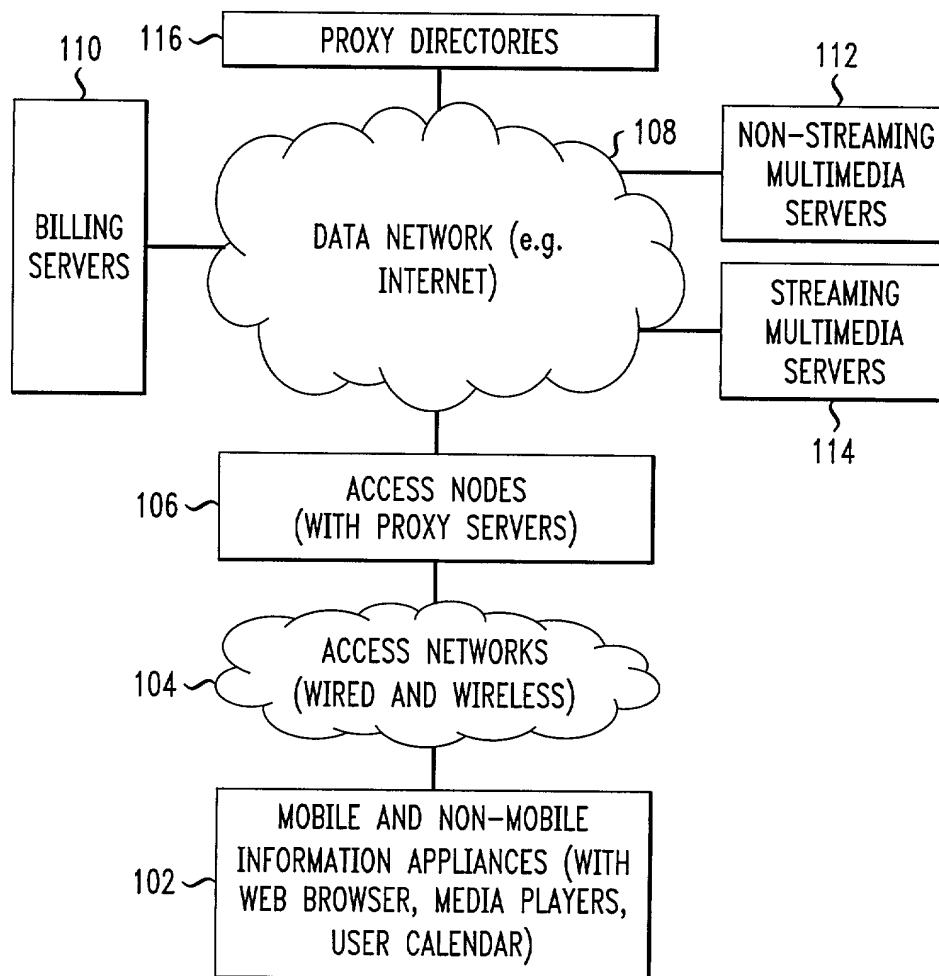 116
PROXY DIRECTORIES
110
112
108
NON-STREAMING
MULTIMEDIA
SERVERS
BILLING
SERVERS
DATA NETWORK (e.g.
INTERNET)
STREAMING
MULTIMEDIA
SERVERS
114
106
ACCESS NODES
(WITH PROXY SERVERS)
104
ACCESS NETWORKS
(WIRED AND WIRELESS)
102
MOBILE AND NON-MOBILE
INFORMATION APPLIANCES (WITH
WEB BROWSER, MEDIA PLAYERS,
USER CALENDAR)